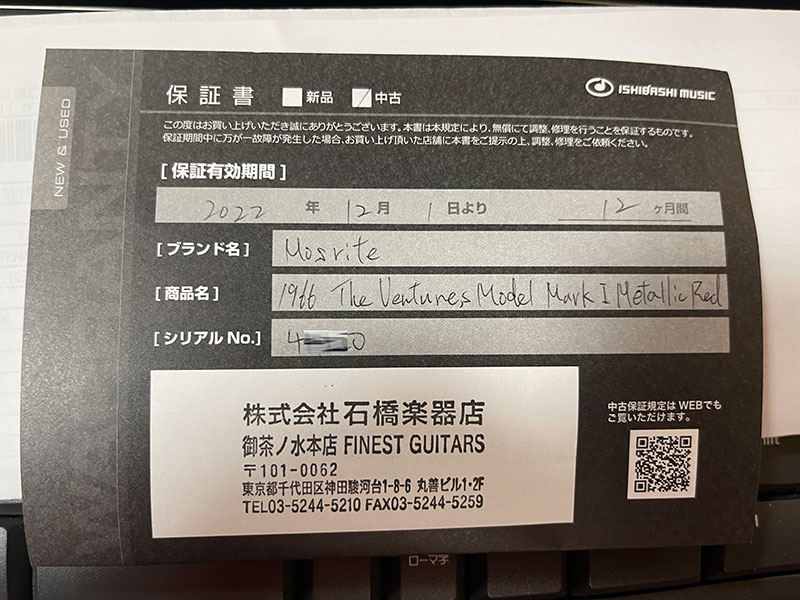 保証書 新品 中古
ISHIBASHI MUSIC
この度はお買い上げいただき誠にありがとうございます。本書は本規定により、無償にて調整、修理を行うことを保証するものです。
保証期間中に万が一故障が発生した場合、お買い上げ頂いた店舗に本書をご提示の上、調整、修理をご依頼ください。
NEW & USED
[保証有効期間]
2022 年 12月 1日より 12 ヶ月間
[ブランド名] Mosrite
[商品名] 1966 The Ventures Model Mark I Metallic Red
[シリアルNo.] 4 0
株式会社石橋楽器店
御茶ノ水本店 FINEST GUITARS
〒101-0062
東京都千代田区神田駿河台1-8-6 丸善ビル1・2F
TEL03-5244-5210 FAX03-5244-5259
中古保証規定はWEBでも
ご覧いただけます。
ローマ字